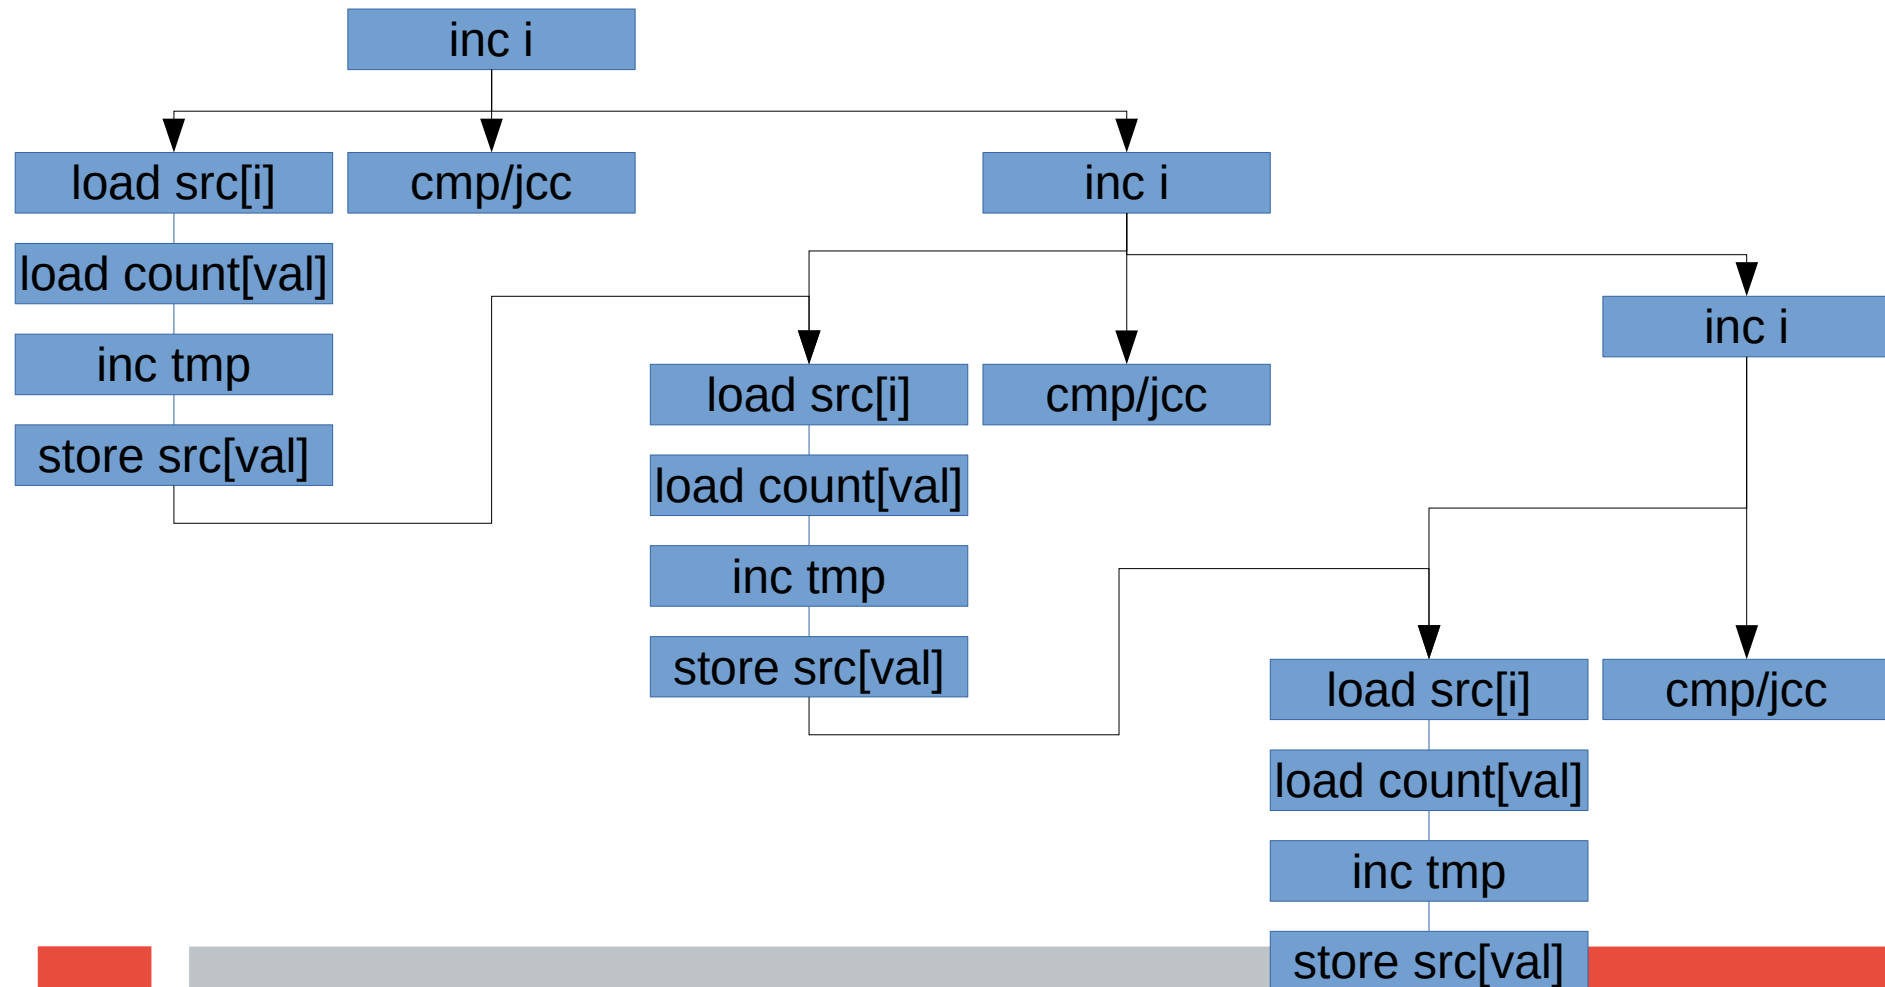 inc i
load src[i]
cmp/jcc
inc i
load count[val]
inc tmp
store src[val]
inc i
load src[i]
cmp/jcc
load count[val]
inc tmp
store src[val]
load src[i]
cmp/jcc
load count[val]
inc tmp
store src[val]